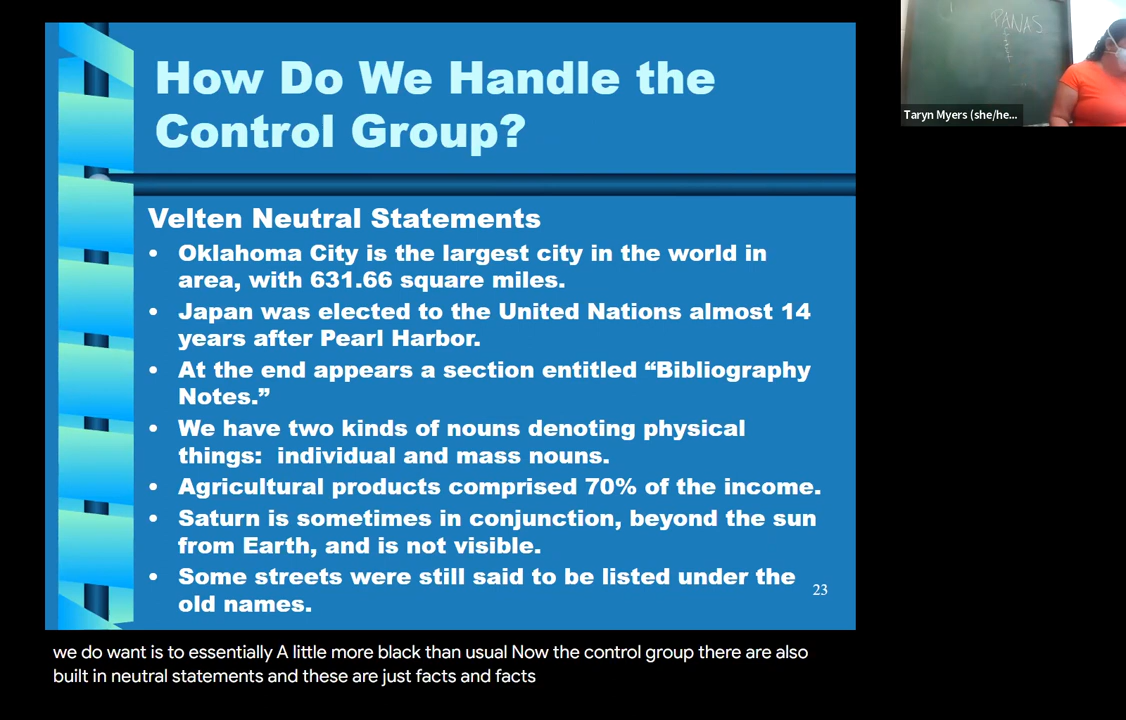 How Do We Handle the
Control Group?
Velten Neutral Statements
• Oklahoma City is the largest city in the world in
area, with 631.66 square miles.
• Japan was elected to the United Nations almost 14
years after Pearl Harbor.
• At the end appears a section entitled “Bibliography
Notes.”
• We have two kinds of nouns denoting physical
things:  individual and mass nouns.
• Agricultural products comprised 70% of the income.
• Saturn is sometimes in conjunction, beyond the sun
from Earth, and is not visible.
• Some streets were still said to be listed under the
old names.
23
PANAS
Taryn Myers (she/he...
we do want is to essentially A little more black than usual Now the control group there are also
built in neutral statements and these are just facts and facts